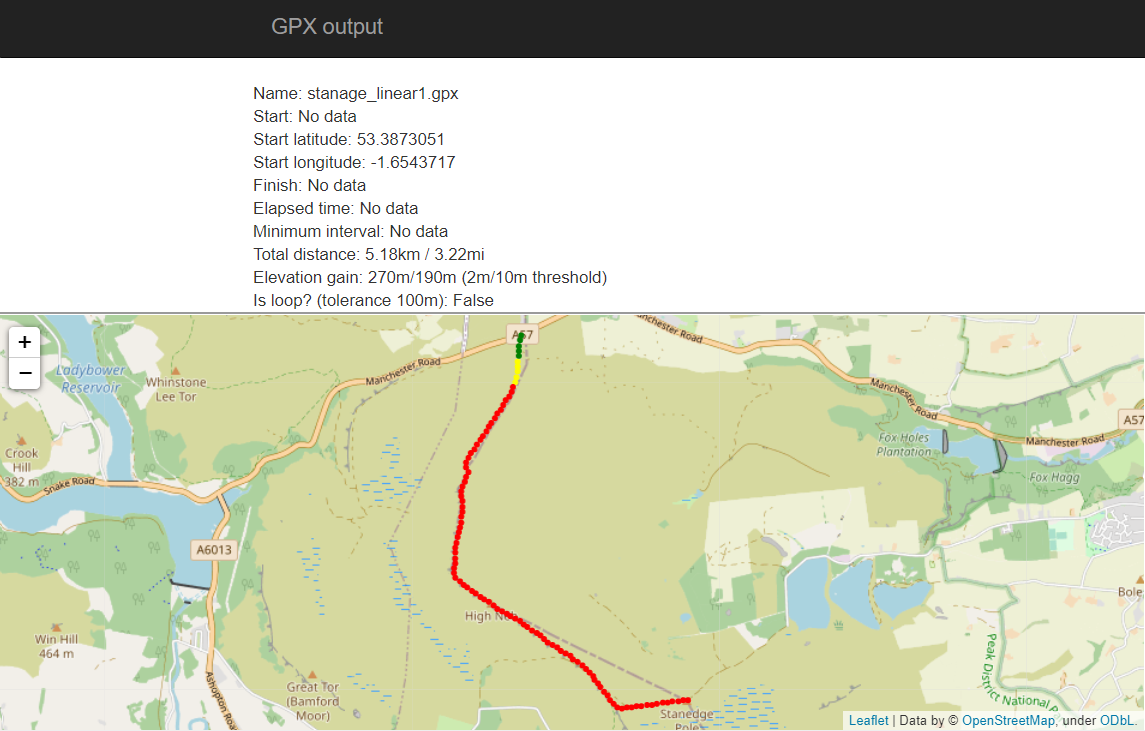 GPX output
Name: stanage_linear1.gpx
Start: No data
Start latitude: 53.3873051
Start longitude: -1.6543717
Finish: No data
Elapsed time: No data
Minimum interval: No data
Total distance: 5.18km / 3.22mi
Elevation gain: 270m/190m (2m/10m threshold)
Is loop? (tolerance 100m): False
+
−
A57
Manchester Road
Manchester Road
Ladybower
Reservoir
Whinstone
Lee Tor
Manchester Road
A57
Manchester Road
Fox Holes
Plantation
Fox Hagg
Crook
Hill
382 m
Snake Road
A6013
High
Win Hill
464 m
Great Tor
(Bamford
Moor)
Ashopton Road
Stanedge
Pole
Peak District National
Leaflet | Data by © OpenStreetMap, under ODbL.